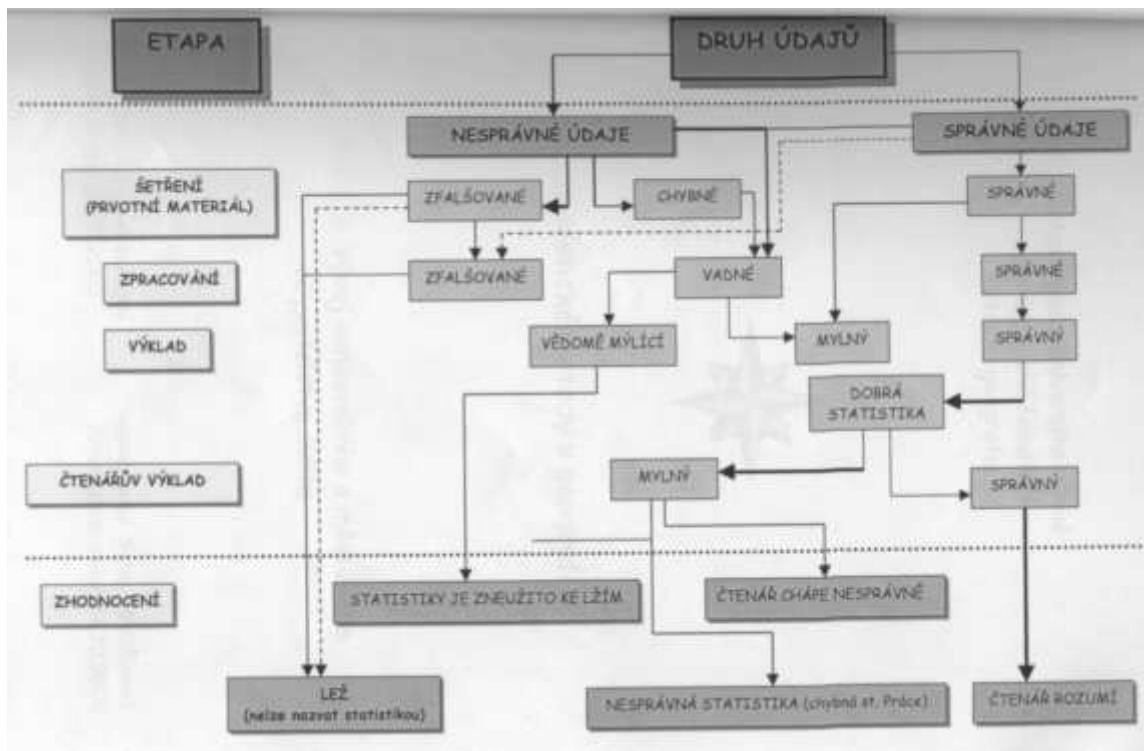 ETAPA
DRUH ÚDAJŮ
NESPRÁVNÉ ÚDAJE
SPRÁVNÉ ÚDAJE
ŠETŘENÍ
(PRVOTNÍ MATERIÁL)
ZFALŠOVANÉ
CHYBNÉ
SPRÁVNÉ
ZPRACOVÁNÍ
ZFALŠOVANÉ
VADNÉ
SPRÁVNÉ
VÝKLAD
VĚDOMĚ MÝLÍCÍ
MYLNÝ
SPRÁVNÝ
DOBRÁ
STATISTIKA
ČTENÁŘŮV VÝKLAD
MYLNÝ
SPRÁVNÝ
ZHODNOCENÍ
STATISTIKY JE ZNEUŽITO KE LŽÍM
ČTENÁŘ CHÁPE NESPRÁVNĚ
LEŽ
(nelze nazvat statistikou)
NESPRÁVNÁ STATISTIKA (chybná st. Práce)
ČTENÁŘ ROZUMÍ